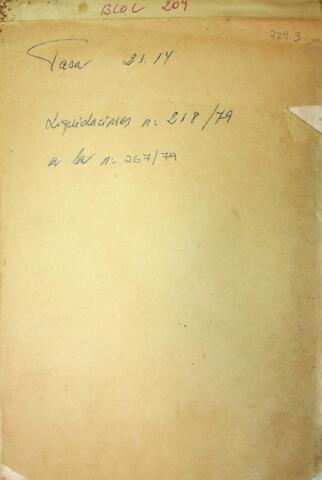 BLOC 209
729.3
Tasa 21.14
Liquidaciones n: 218/79
a la n: 267/79